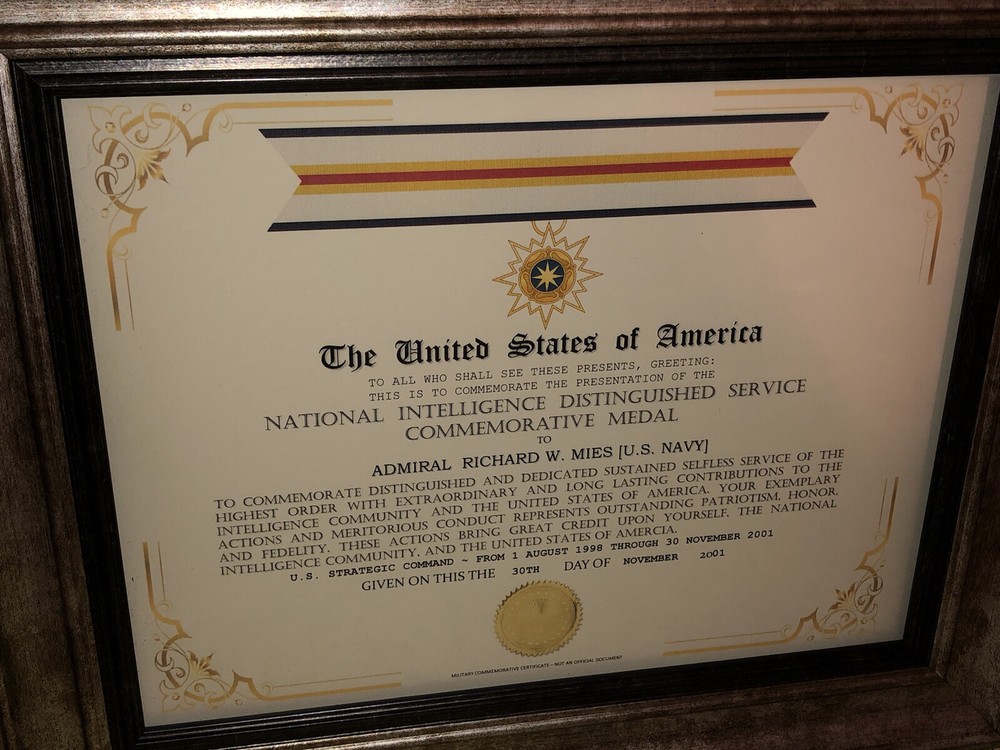 The United States of America
TO ALL WHO SHALL SEE THESE PRESENTS, GREETING:
THIS IS TO COMMEMORATE THE PRESENTATION OF THE
NATIONAL INTELLIGENCE DISTINGUISHED SERVICE
COMMEMORATIVE MEDAL
TO
ADMIRAL RICHARD W. MIES [U.S. NAVY]
TO COMMEMORATE DISTINGUISHED AND DEDICATED SUSTAINED SELFLESS SERVICE OF THE
HIGHEST ORDER WITH EXTRAORDINARY AND LONG LASTING CONTRIBUTIONS TO THE
INTELLIGENCE COMMUNITY AND THE UNITED STATES OF AMERICA. YOUR EXEMPLARY
ACTIONS AND MERITORIOUS CONDUCT REPRESENTS OUTSTANDING PATRIOTISM, HONOR,
AND FEDELITY. THESE ACTIONS BRING GREAT CREDIT UPON YOURSELF, THE NATIONAL
INTELLIGENCE COMMUNITY, AND THE UNITED STATES OF AMERCIA
U.S. STRATEGIC COMMAND ~ FROM 1 AUGUST 1998 THROUGH 30 NOVEMBER 2001
GIVEN ON THIS THE 30TH DAY OF NOVEMBER 2001
MILITARY COMMEMORATIVE CERTIFICATE - NOT AN OFFICIAL DOCUMENT